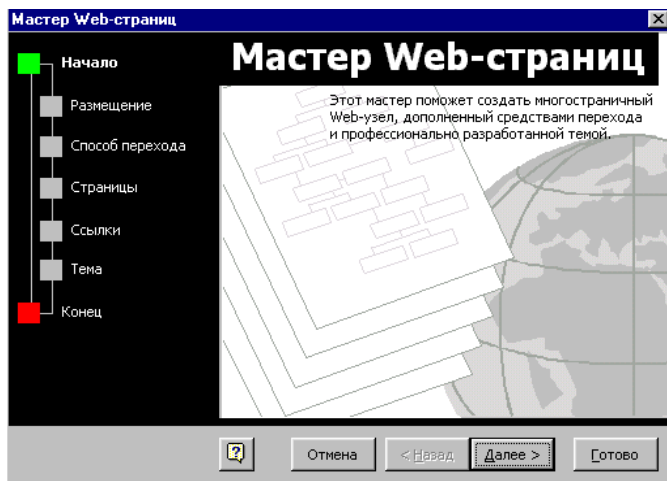 Мастер Web-страниц
Начало
Размещение
Способ перехода
Страницы
Ссылки
Тема
Конец
Мастер Web-страниц
Этот мастер поможет создать многостраничный
Web-узел, дополненный средствами перехода
и профессионально разработанной темой.
?
Отмена
< Назад
Далее >
Готово